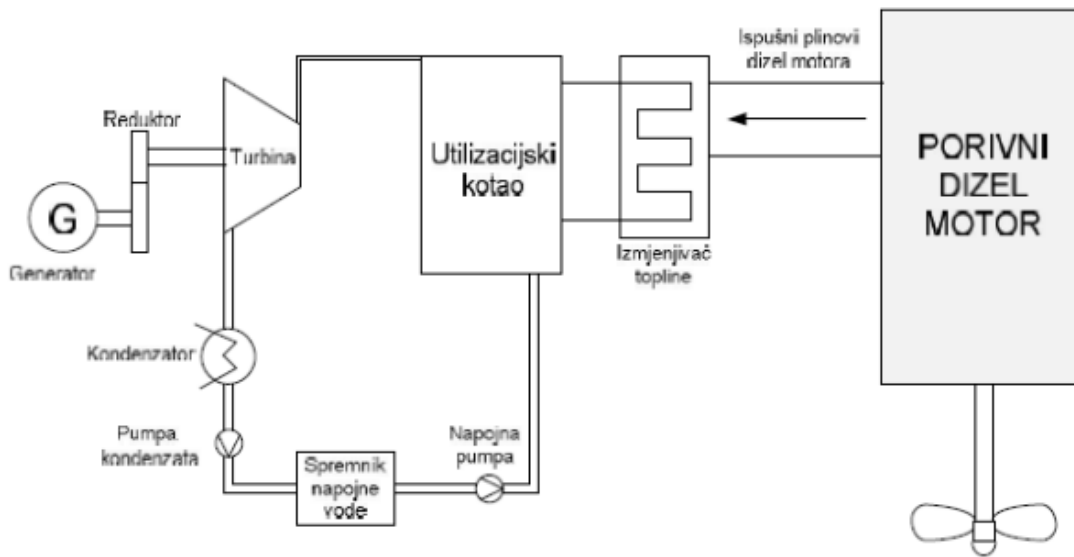 Ispušni plinovi
dizel motora
Reduktor
Turbina
Utilizacijski
kotao
PORIVNI
DIZEL
MOTOR
G
Generator
Izmjenjivač
topline
Kondenzator
Pumpa
kondenzata
Napojna
pumpa
Spremnik
napojne
vode